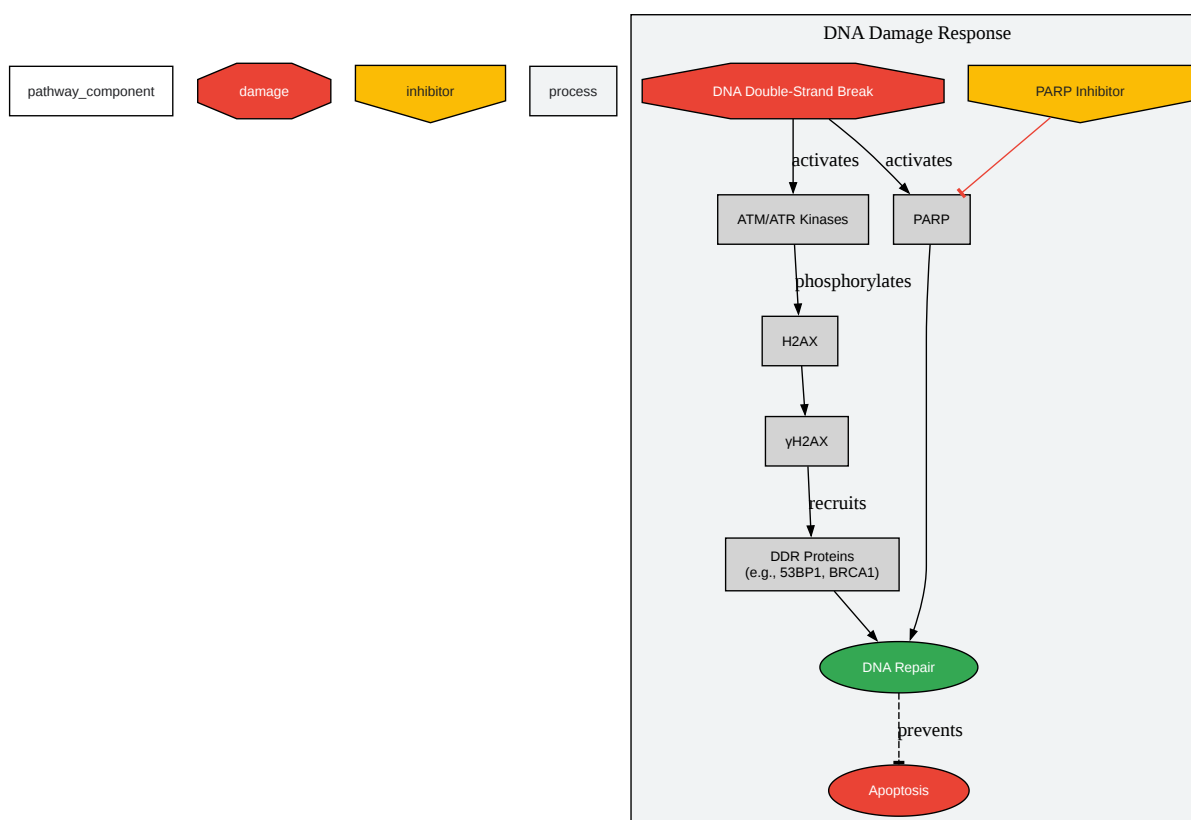 DNA Damage Response
pathway_component
damage
inhibitor
process
DNA Double-Strand Break
PARP Inhibitor
activates
activates
ATM/ATR Kinases
PARP
phosphorylates
H2AX
γH2AX
recruits
DDR Proteins
(e.g., 53BP1, BRCA1)
DNA Repair
prevents
Apoptosis